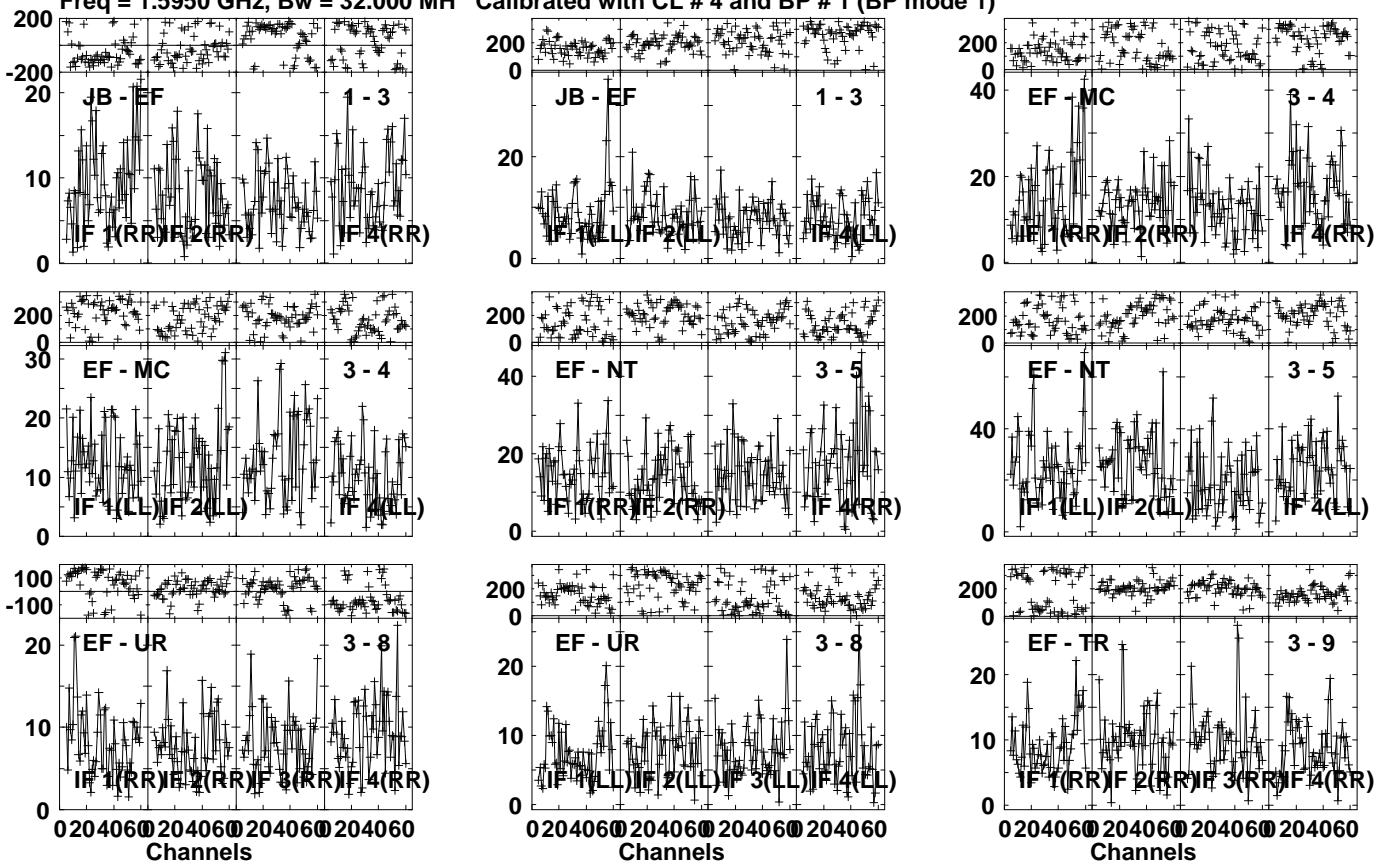 Freq = 1.5950 GHz, Bw = 32.000 MH Calibrated with CL # 4 and BP # 1 (BP mode 1)
200
-200
20
10
0
JB - EF 1 - 3
IF 1(RR) IF 2(RR) IF 4(RR)
200
0
20
0
JB - EF 1 - 3
IF 1(LL) IF 2(LL) IF 4(LL)
200
0
40
20
0
EF - MC 3 - 4
IF 1(RR) IF 2(RR) IF 4(RR)
200
0
30
20
10
0
EF - MC 3 - 4
IF 1(LL) IF 2(LL) IF 4(LL)
200
0
40
20
0
EF - NT 3 - 5
IF 1(RR) IF 2(RR) IF 4(RR)
200
0
40
0
EF - NT 3 - 5
IF 1(LL) IF 2(LL) IF 4(LL)
100
-100
20
10
0
EF - UR 3 - 8
IF 1(RR) IF 2(RR) IF 3(RR) IF 4(RR)
0 20 40 60 0 20 40 60 0 20 40 60 0 20 40 60
Channels
200
0
20
10
0
EF - UR 3 - 8
IF 1(LL) IF 2(LL) IF 3(LL) IF 4(LL)
0 20 40 60 0 20 40 60 0 20 40 60 0 20 40 60
Channels
200
0
20
10
0
EF - TR 3 - 9
IF 1(RR) IF 2(RR) IF 3(RR) IF 4(RR)
0 20 40 60 0 20 40 60 0 20 40 60 0 20 40 60
Channels